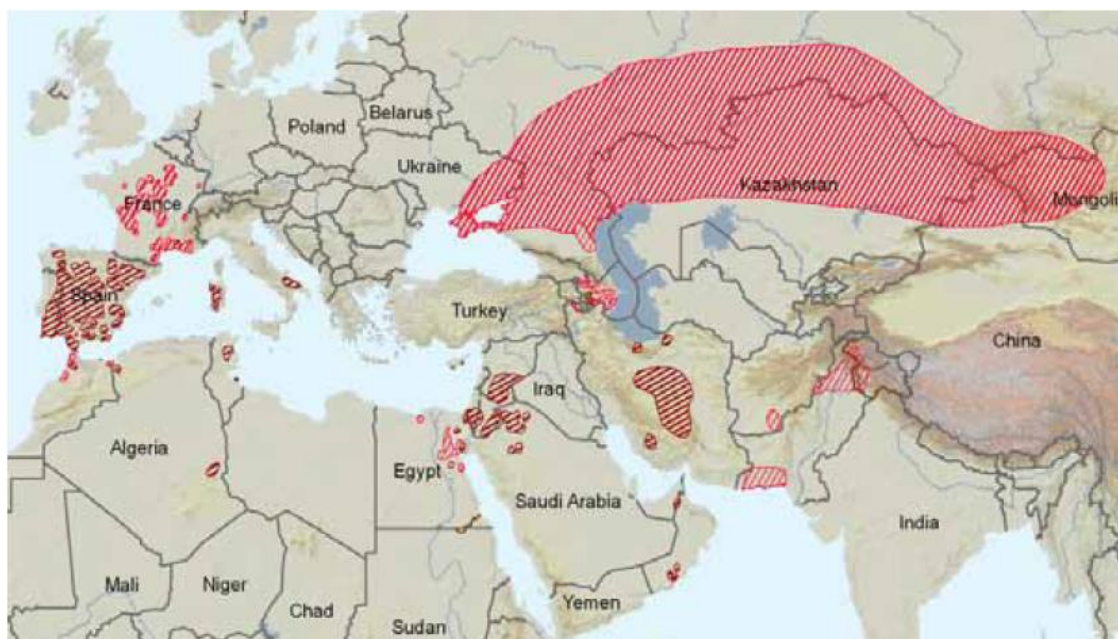 Belarus
Poland
Ukraine
France
Kazakhstan
Mongoli
Spain
Turkey
China
Iraq
Algeria
Egypt
Saudi Arabia
India
Mali
Niger
Chad
Yemen
Sudan